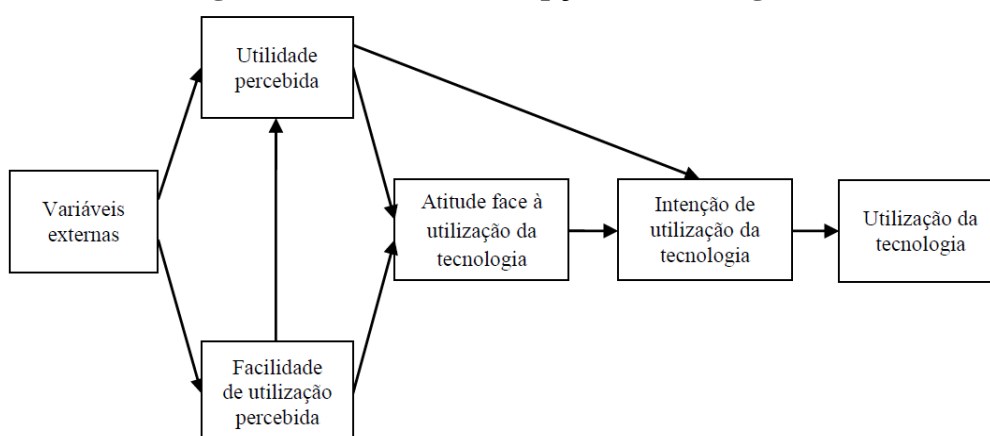 Utilidade
percebida
Variáveis
externas
Atitude face à
utilização da
tecnologia
Intenção de
utilização da
tecnologia
Utilização da
tecnologia
Facilidade
de utilização
percebida